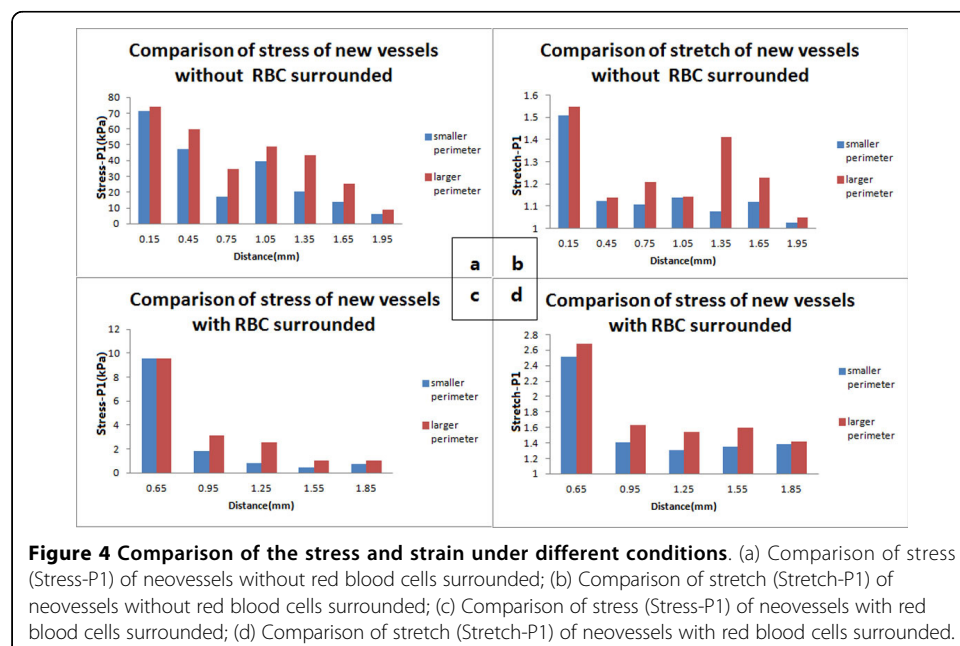 Comparison of stress of new vessels
without RBC surrounded
Stress-P1(kPa)
80
70
60
50
40
30
20
10
0
0.15 0.45 0.75 1.05 1.35 1.65 1.95
Distance(mm)
smaller
perimeter
larger
perimeter
Comparison of stretch of new vessels
without RBC surrounded
Stretch-P1
1.6
1.5
1.4
1.3
1.2
1.1
1
0.15 0.45 0.75 1.05 1.35 1.65 1.95
Distance(mm)
smaller
perimeter
larger
perimeter
a b
c d
Comparison of stress of new vessels
with RBC surrounded
Stress-P1(kPa)
12
10
8
6
4
2
0
0.65 0.95 1.25 1.55 1.85
Distance(mm)
smaller
perimeter
larger
perimeter
Comparison of stress of new vessels
with RBC surrounded
Stretch-P1
2.8
2.6
2.4
2.2
2
1.8
1.6
1.4
1.2
1
0.65 0.95 1.25 1.55 1.85
Distance(mm)
smaller
perimeter
larger
perimeter
Figure 4 Comparison of the stress and strain under different conditions. (a) Comparison of stress
(Stress-P1) of neovessels without red blood cells surrounded; (b) Comparison of stretch (Stretch-P1) of
neovessels without red blood cells surrounded; (c) Comparison of stress (Stress-P1) of neovessels with red
blood cells surrounded; (d) Comparison of stretch (Stretch-P1) of neovessels with red blood cells surrounded.